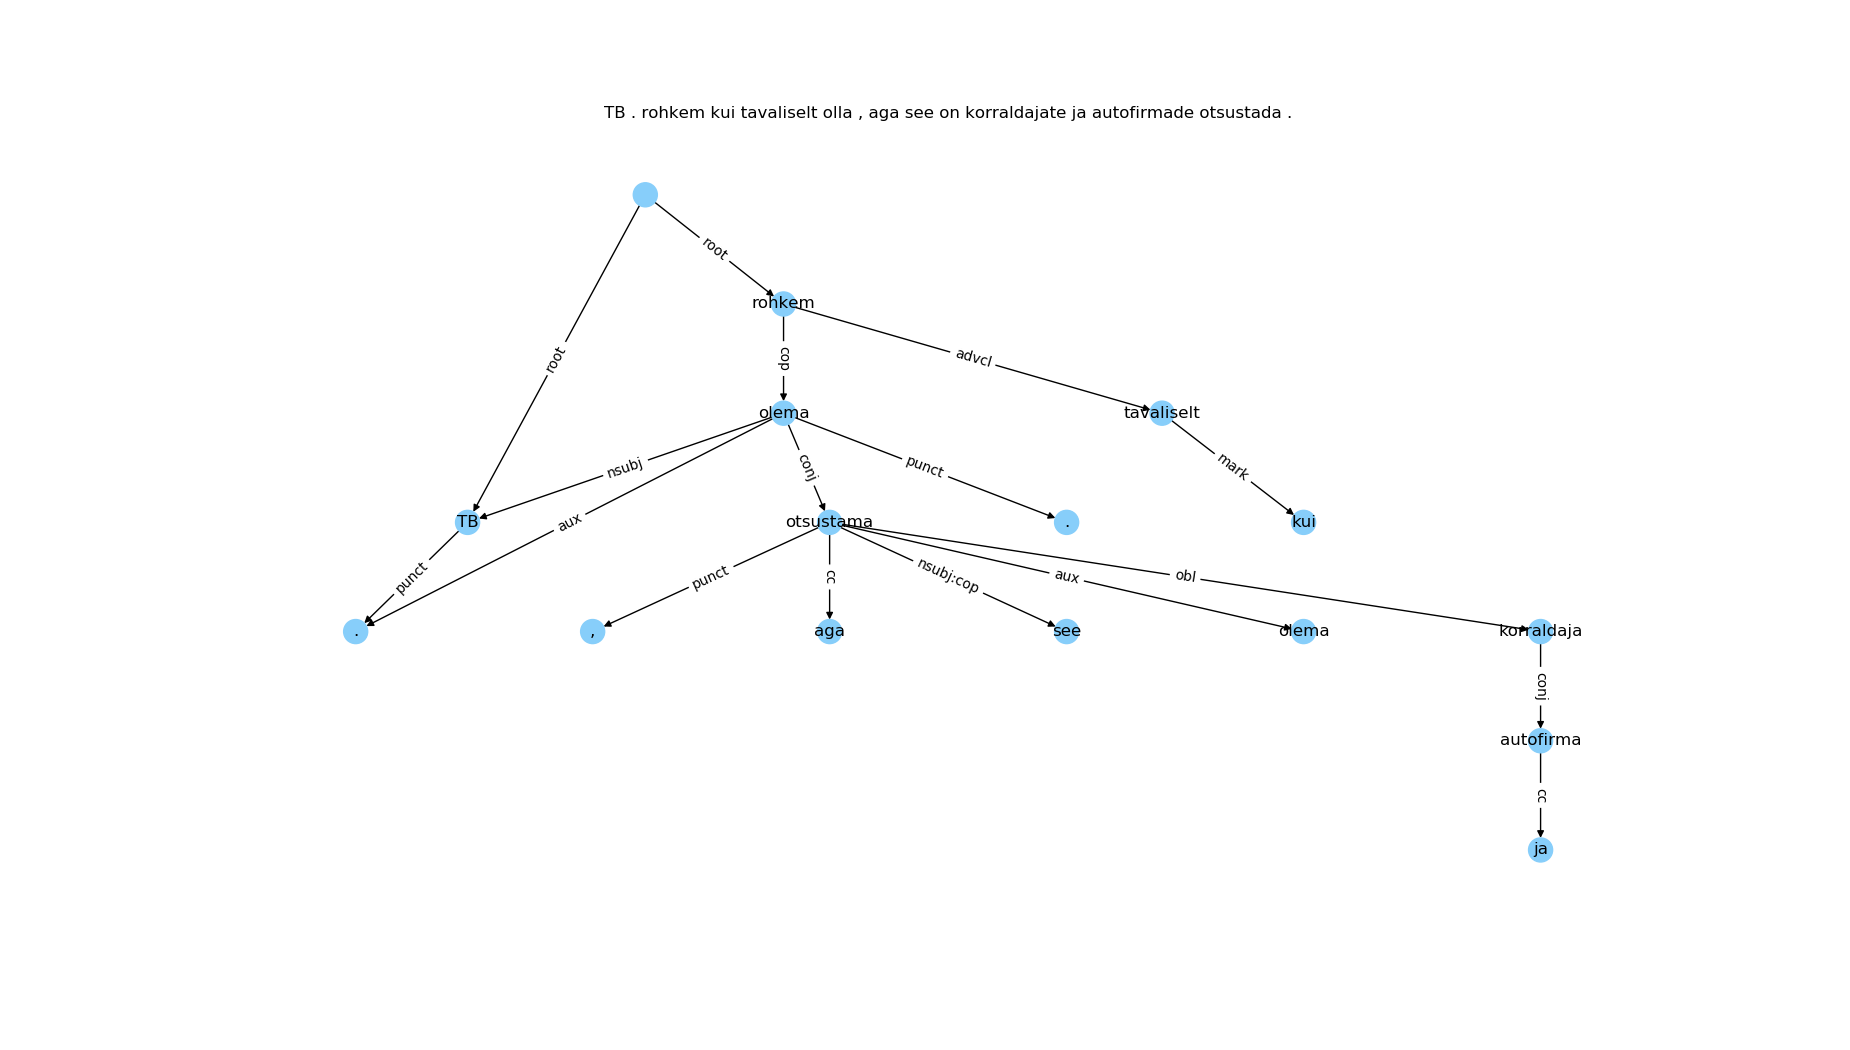 TB . rohkem kui tavaliselt olla , aga see on korraldajate ja autofirmade otsustada .
root
rohkem
root
cop
advcl
olema
tavaliselt
nsubj
conj
punct
mark
aux
TB
otsustama
.
kui
punct
punct
cc
nsubj:cop
aux
obl
.
,
aga
see
olema
korraldaja
conj
autofirma
cc
ja